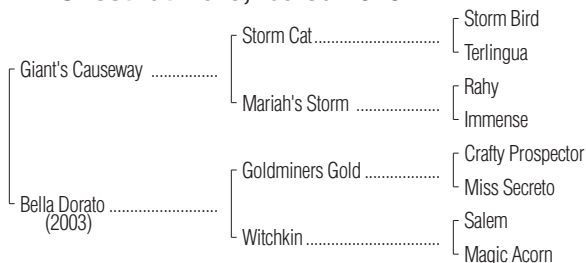 Storm Bird
Storm Cat
Terlingua
Giant's Causeway
Rahy
Mariah's Storm
Immense
Crafty Prospector
Goldminers Gold
Miss Secreto
Bella Dorato
(2003)
Salem
Witchkin
Magic Acorn